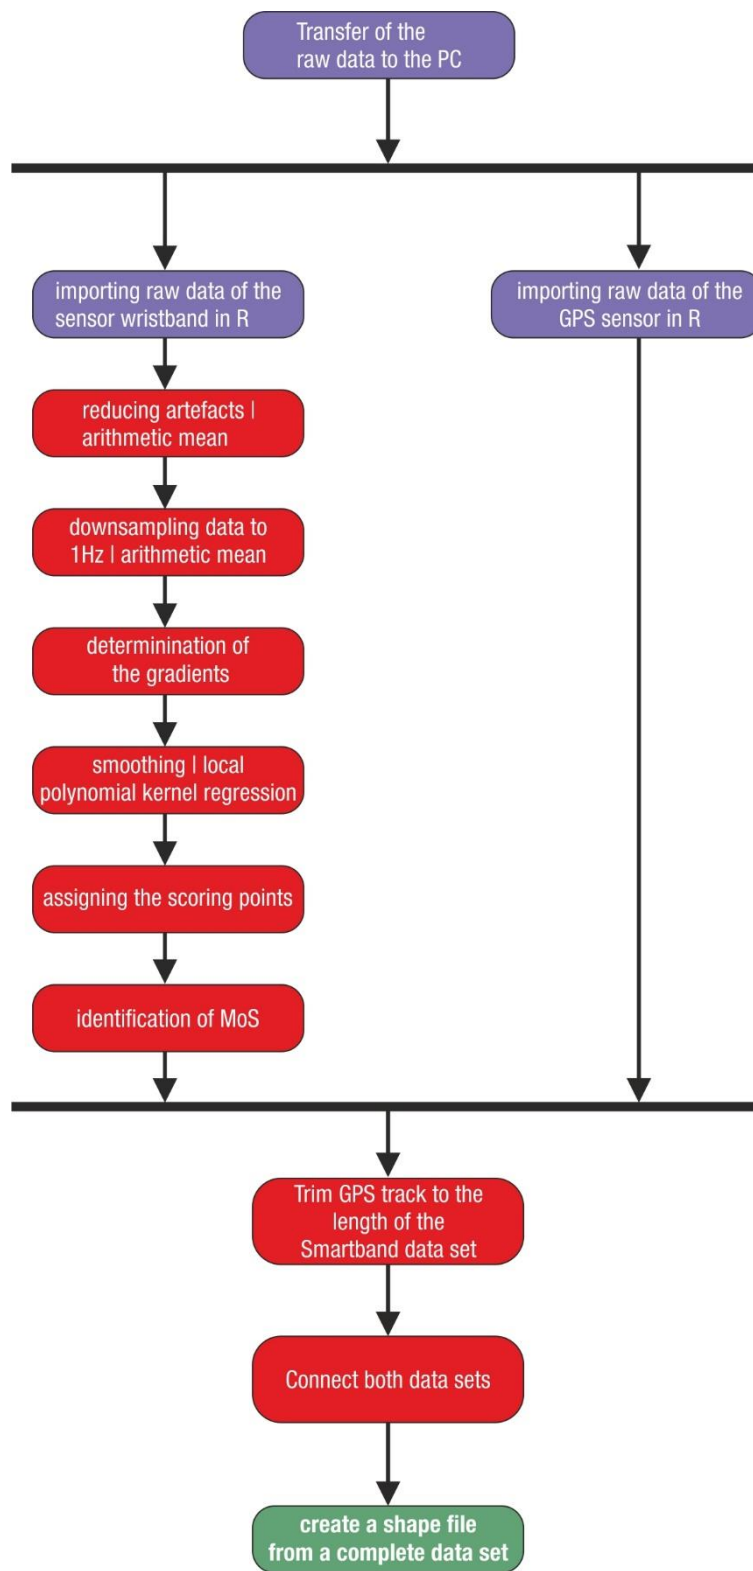 Transfer of the
raw data to the PC
importing raw data of the
sensor wristband in R
importing raw data of the
GPS sensor in R
reducing artefacts |
arithmetic mean
downsampling data to
1Hz | arithmetic mean
determinination of
the gradients
smoothing | local
polynomial kernel regression
assigning the scoring points
identification of MoS
Trim GPS track to the
length of the
Smartband data set
Connect both data sets
create a shape file
from a complete data set